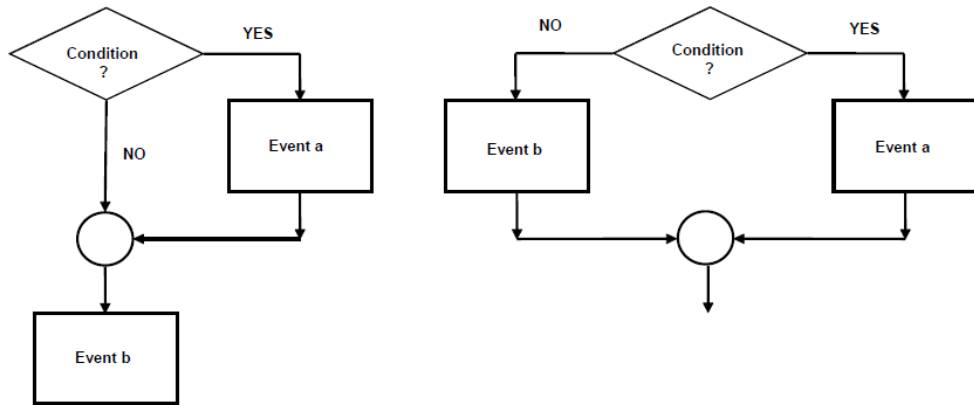 Condition
?
YES
Event a
NO
Event b
NO
Condition
?
YES
Event b
Event a